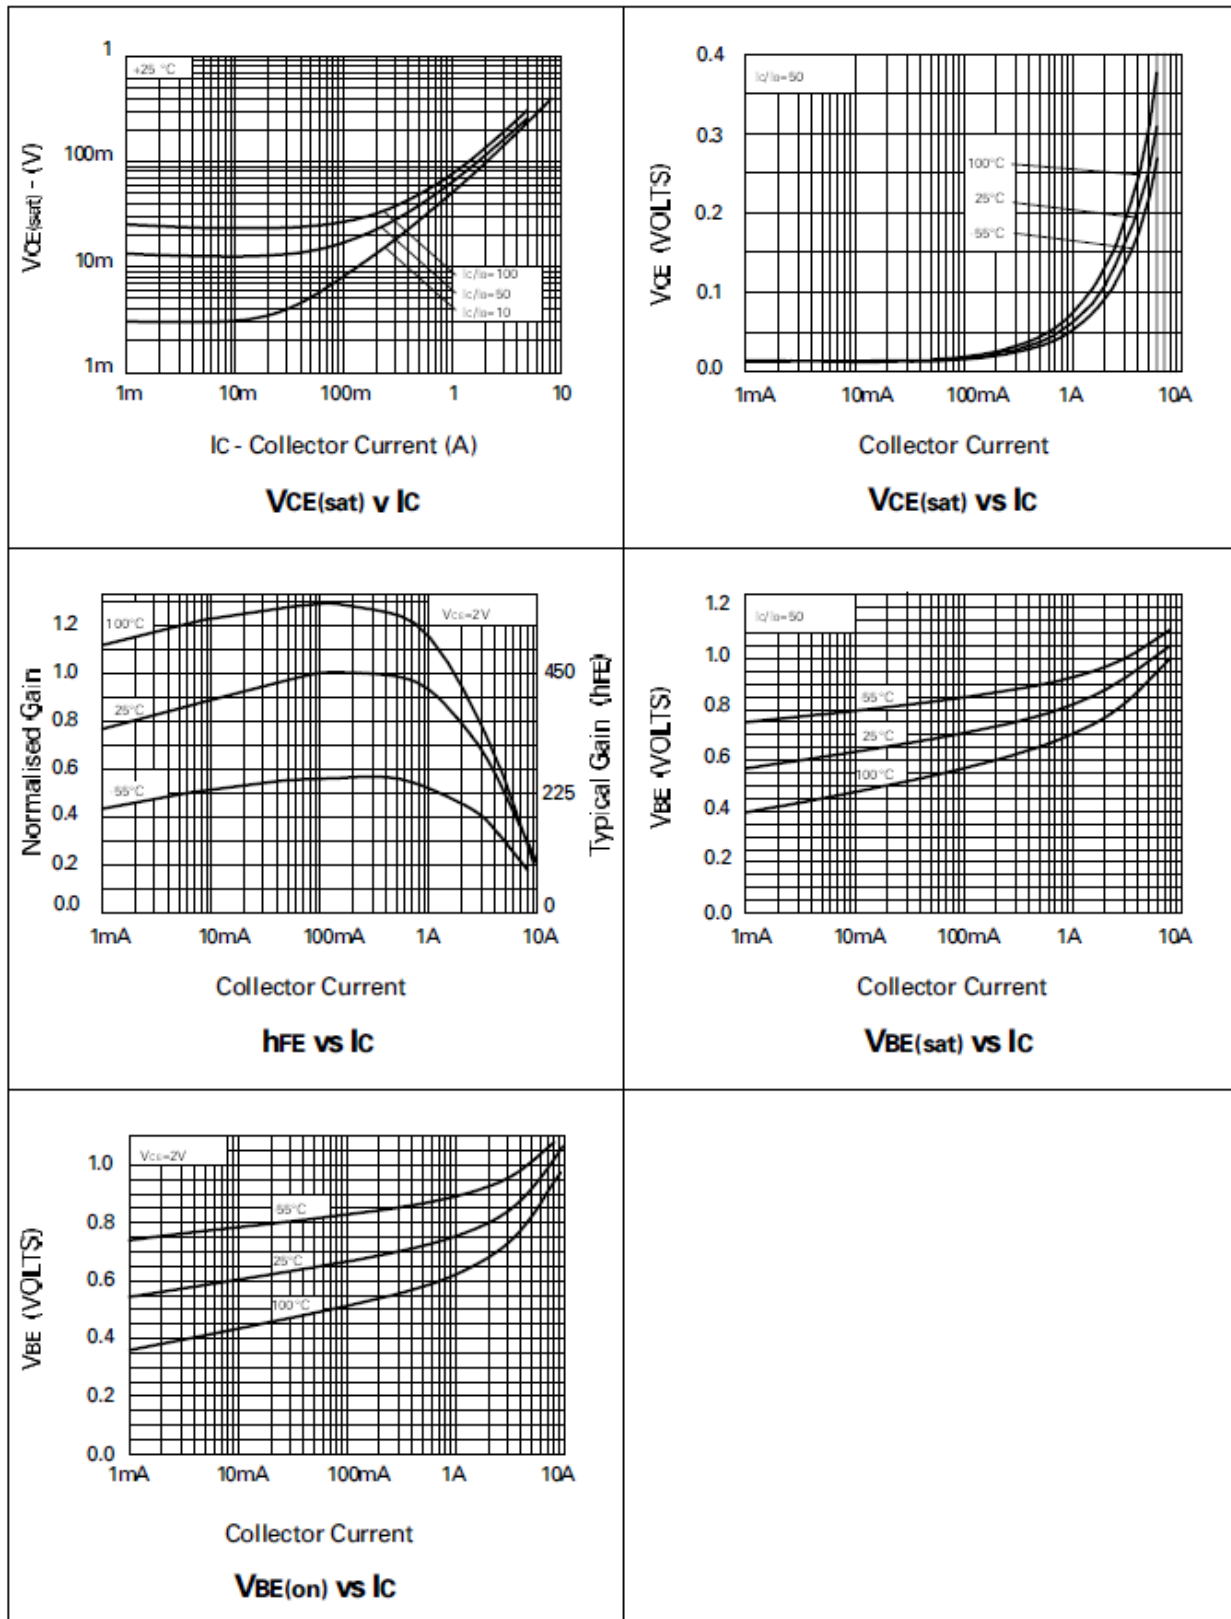 1
100m
10m
1m
VCE(sat) - (V)
+25 °C
IC/IB=100
IC/IB=50
IC/IB=10
1m 10m 100m 1 10
IC - Collector Current (A)
VCE(sat) v IC
0.4
0.3
0.2
0.1
0.0
VCE (VOLTS)
IC/IB=50
100°C
25°C
-55°C
1mA 10mA 100mA 1A 10A
Collector Current
VCE(sat) vs IC
1.2
1.0
0.8
0.6
0.4
0.2
0.0
Normalised Gain
VCE=2V
100°C
25°C
-55°C
450
225
0
Typical Gain (hFE)
1mA 10mA 100mA 1A 10A
Collector Current
hFE vs IC
1.2
1.0
0.8
0.6
0.4
0.2
0.0
VBE (VOLTS)
IC/IB=50
55°C
25°C
100°C
1mA 10mA 100mA 1A 10A
Collector Current
VBE(sat) vs IC
1.0
0.8
0.6
0.4
0.2
0.0
VBE (VOLTS)
VCE=2V
55°C
25°C
100°C
1mA 10mA 100mA 1A 10A
Collector Current
VBE(on) vs IC